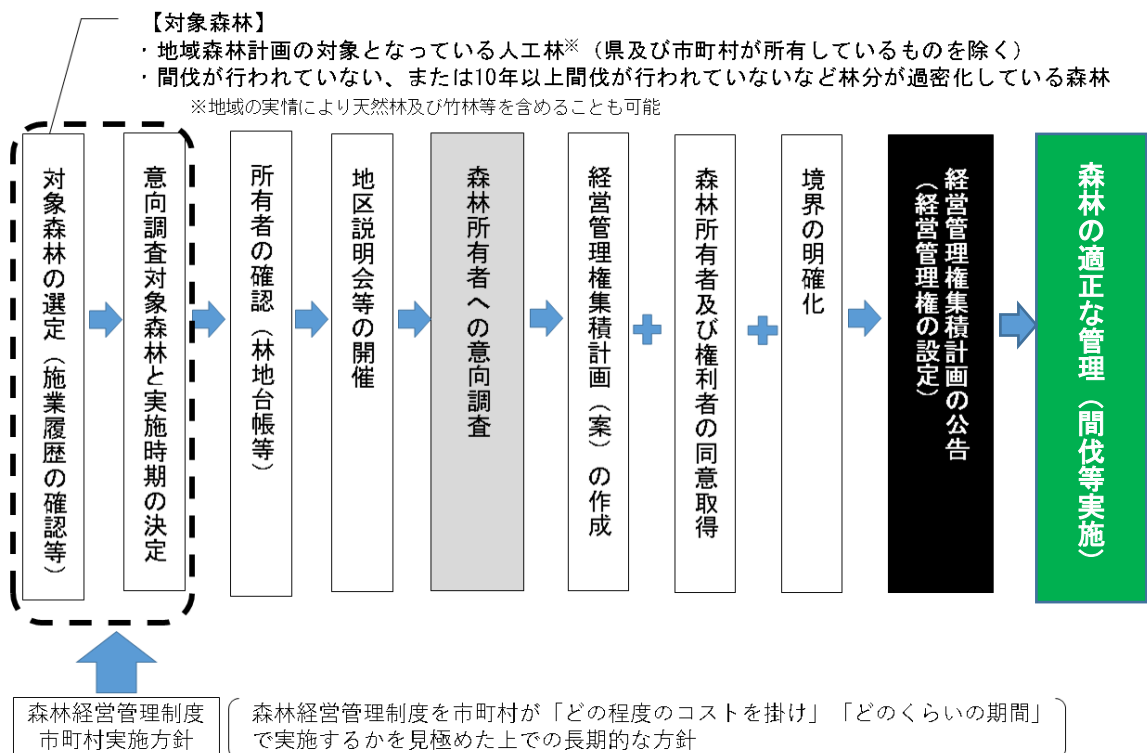 【対象森林】
・地域森林計画の対象となっている人工林※（県及び市町村が所有しているものを除く）
・間伐が行われていない、または10年以上間伐が行われていないなど林分が過密化している森林
※地域の実情により天然林及び竹林等を含めることも可能
対象森林の選定（施業履歴の確認等）
意向調査対象森林と実施時期の決定
所有者の確認（林地台帳等）
地区説明会等の開催
森林所有者への意向調査
経営管理権集積計画（案）の作成
森林所有者及び権利者の同意取得
境界の明確化
経営管理権集積計画の公告
（経営管理権の設定）
森林の適正な管理（間伐等実施）
森林経営管理制度
市町村実施方針
森林経営管理制度を市町村が「どの程度のコストを掛け」「どのくらいの期間」
で実施するかを見極めた上での長期的な方針